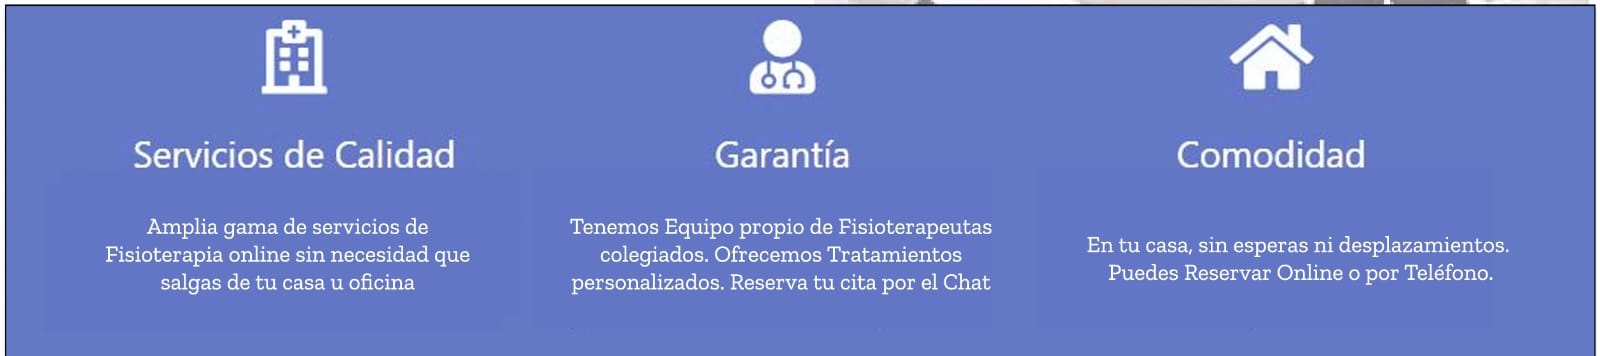 Servicios de Calidad
Amplia gama de servicios de
Fisioterapia online sin necesidad que
salgas de tu casa u oficina
Garantía
Tenemos Equipo propio de Fisioterapeutas
colegiados. Ofrecemos Tratamientos
personalizados. Reserva tu cita por el Chat
Comodidad
En tu casa, sin esperas ni desplazamientos.
Puedes Reservar Online o por Teléfono.